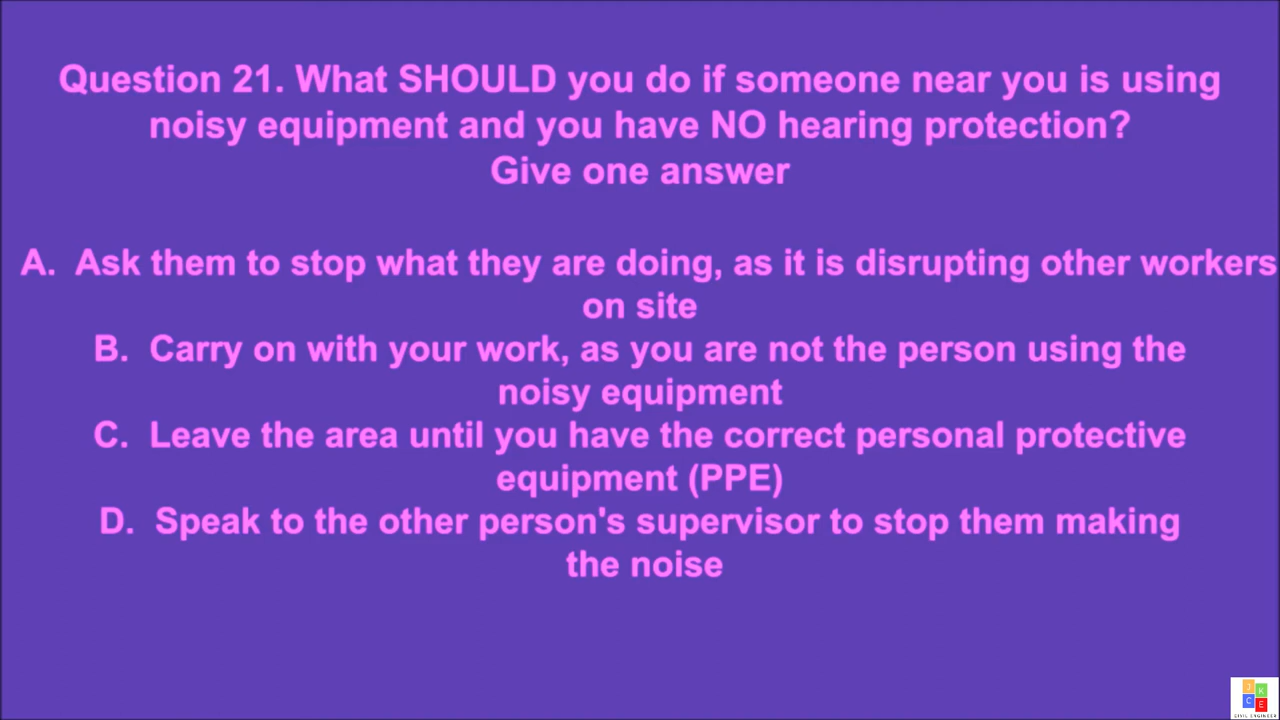 Question 21. What SHOULD you do if someone near you is using
noisy equipment and you have NO hearing protection?
Give one answer
A. Ask them to stop what they are doing, as it is disrupting other workers
on site
B. Carry on with your work, as you are not the person using the
noisy equipment
C. Leave the area until you have the correct personal protective
equipment (PPE)
D. Speak to the other person's supervisor to stop them making
the noise
J K
C E
CIVIL ENGINEER